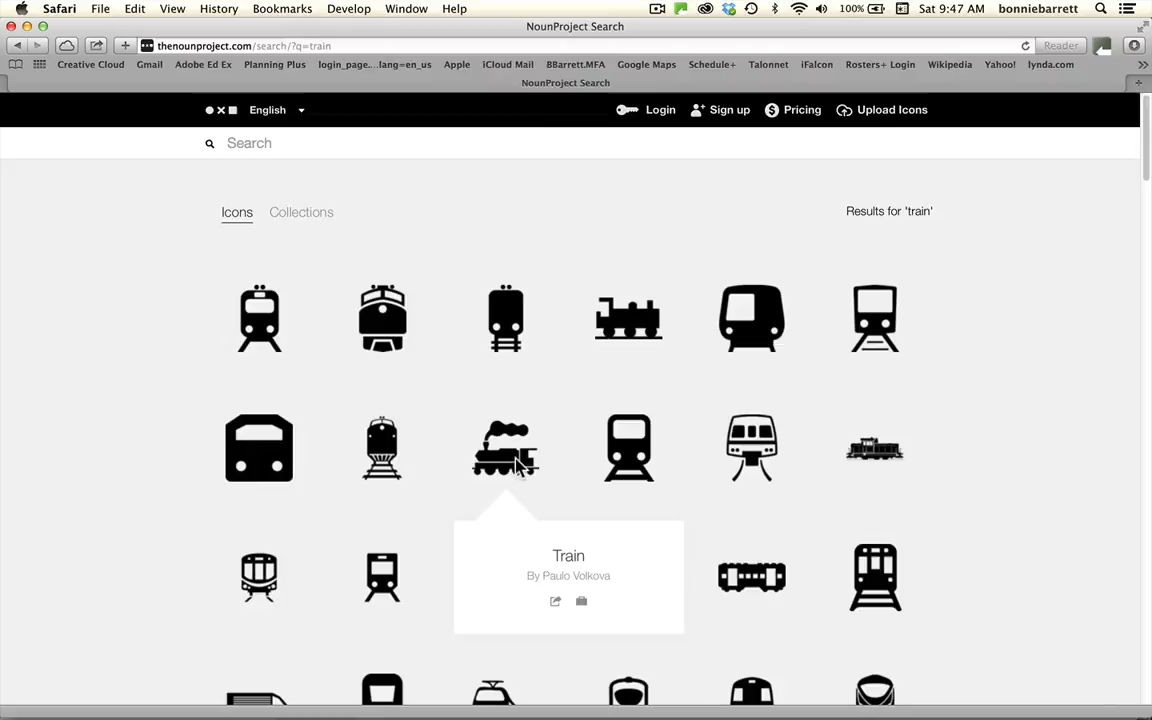 Safari File Edit View History Bookmarks Develop Window Help 100% Sat 9:47 AM bonniebarrett
NounProject Search
thenounproject.com/search/?q=train Reader
Creative Cloud Gmail Adobe Ed Ex Planning Plus login_page....lang=en_us Apple iCloud Mail BBarrett.MFA Google Maps Schedule+ Talonnet iFalcon Rosters+ Login Wikipedia Yahoo! lynda.com
NounProject Search
English Login Sign up Pricing Upload Icons
Search
Icons Collections Results for 'train'
Train
By Paulo Volkova